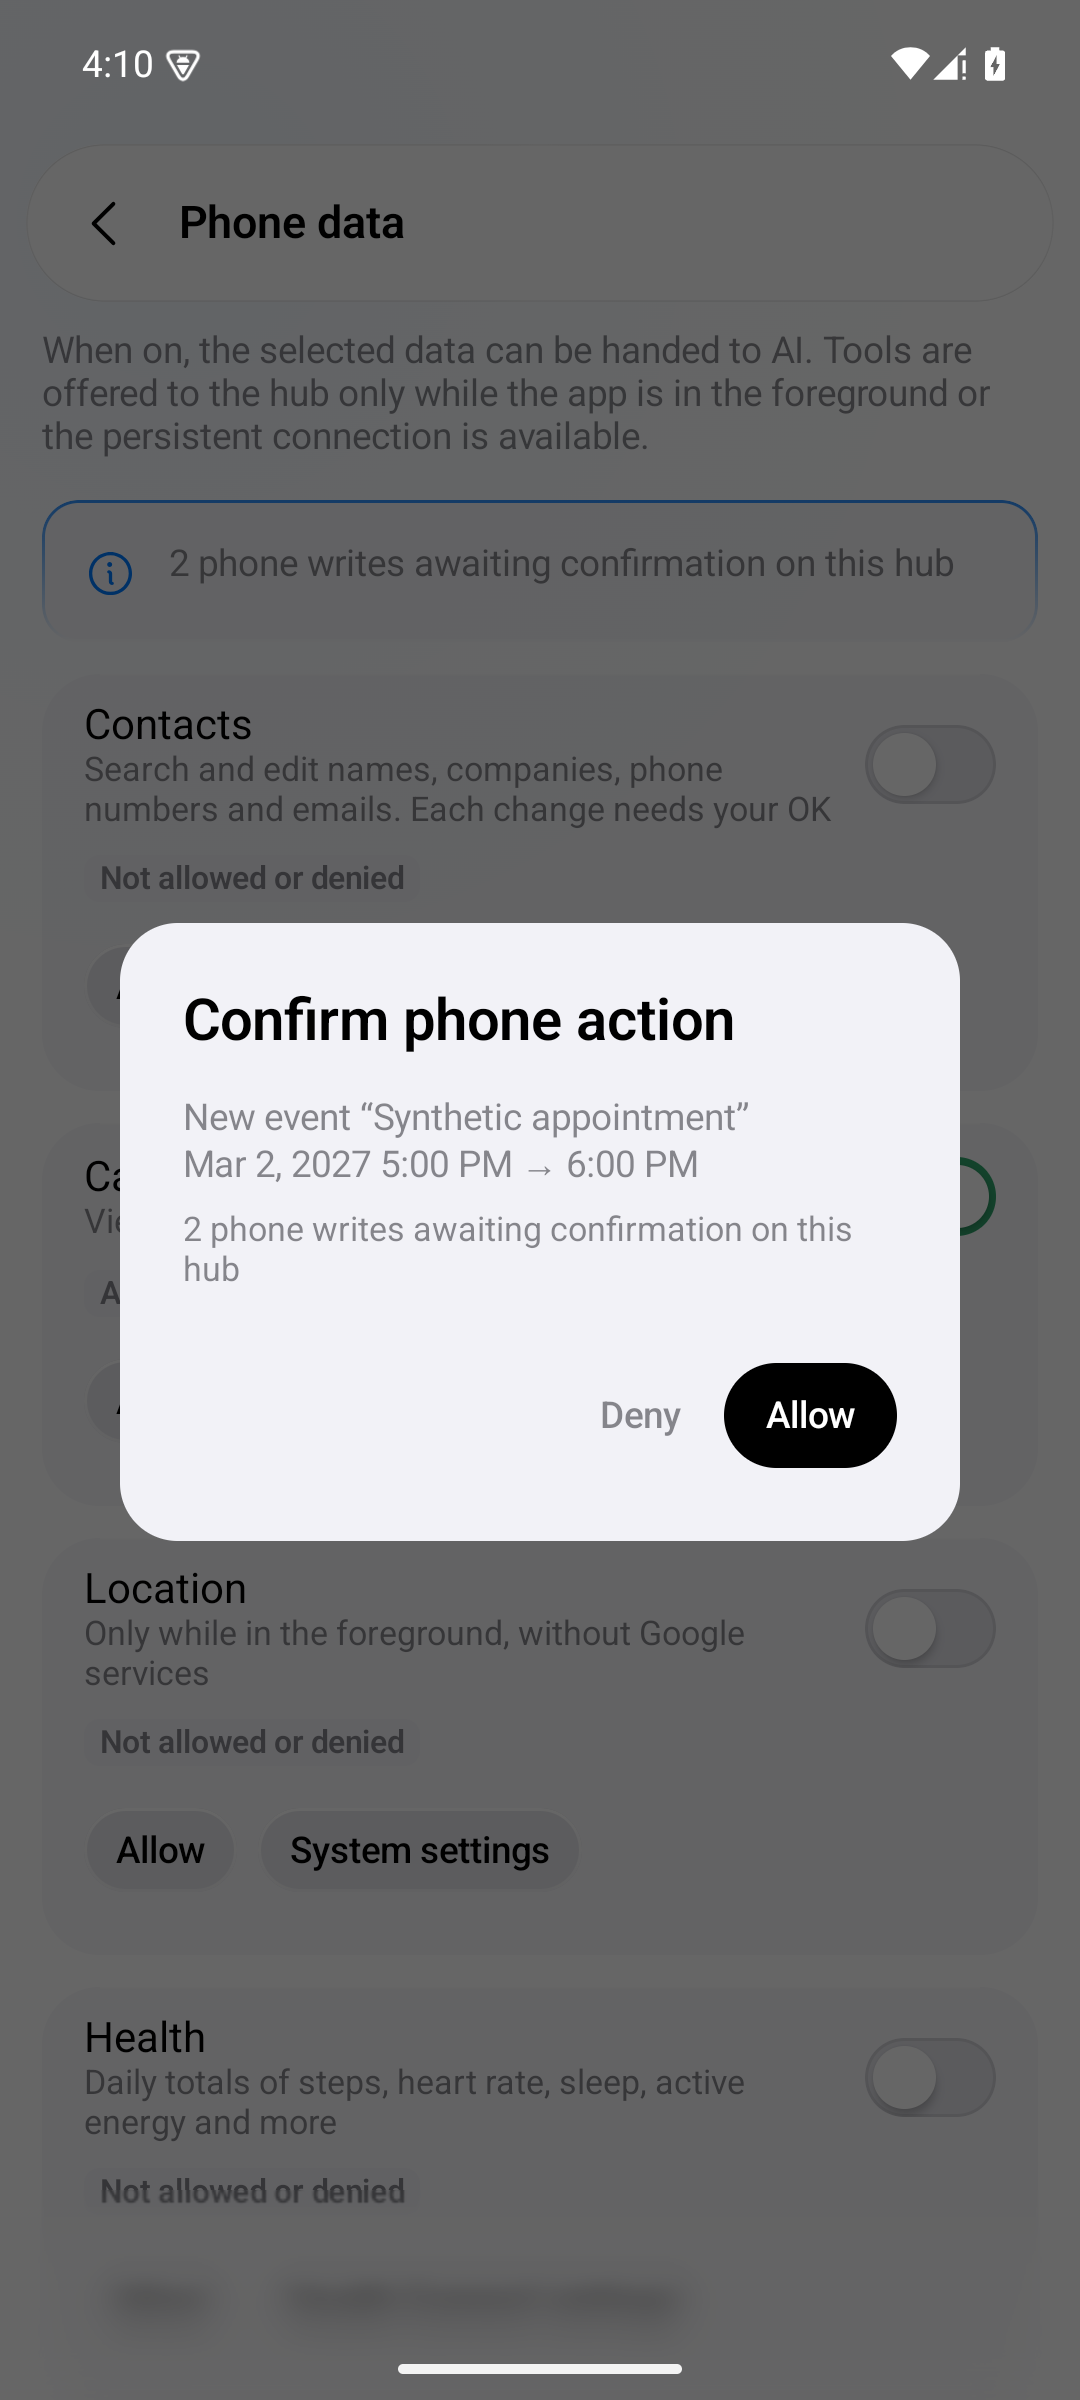 4:10
Phone data
When on, the selected data can be handed to AI. Tools are
offered to the hub only while the app is in the foreground or
the persistent connection is available.
2 phone writes awaiting confirmation on this hub
Contacts
Search and edit names, companies, phone
numbers and emails. Each change needs your OK
Not allowed or denied
Confirm phone action
New event “Synthetic appointment”
Mar 2, 2027 5:00 PM → 6:00 PM
2 phone writes awaiting confirmation on this
hub
Deny
Allow
Location
Only while in the foreground, without Google
services
Not allowed or denied
Allow
System settings
Health
Daily totals of steps, heart rate, sleep, active
energy and more
Not allowed or denied